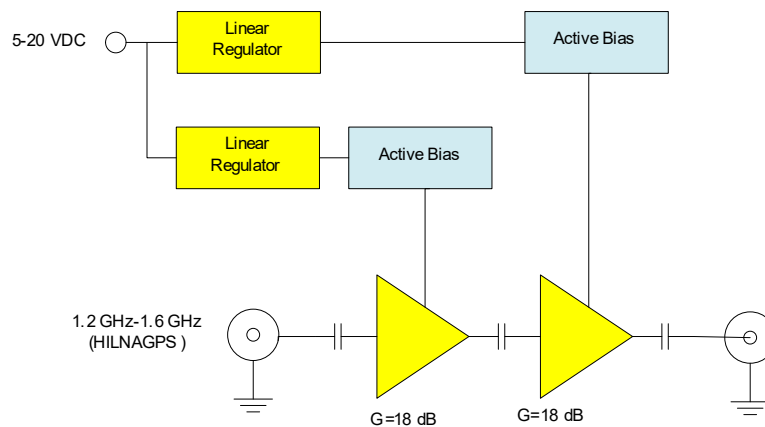 5-20 VDC
Linear
Regulator
Active Bias
Linear
Regulator
Active Bias
1.2 GHz-1.6 GHz
(HILNAGPS )
G=18 dB
G=18 dB